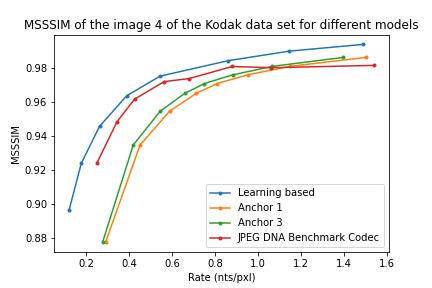 MSSSIM of the image 4 of the Kodak data set for different models
0.98
0.96
0.94
0.92
0.90
0.88
MSSSIM
Learning based
Anchor 1
Anchor 3
JPEG DNA Benchmark Codec
0.2 0.4 0.6 0.8 1.0 1.2 1.4 1.6
Rate (nts/pxl)